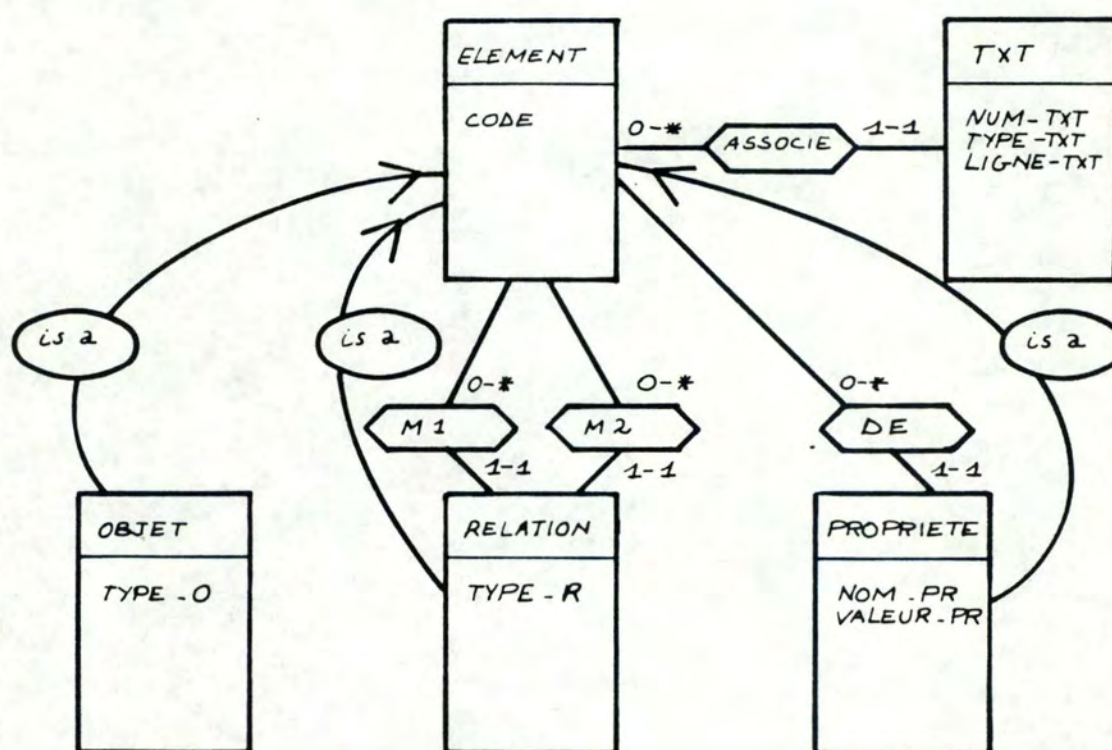 ELEMENT
CODE
TXT
NUM-TXT
TYPE-TXT
LIGNE-TXT
0-*
ASSOCIE
1-1
is a
is a
is a
0-*
0-*
0-*
M1
M2
DE
1-1
1-1
1-1
OBJET
TYPE-O
RELATION
TYPE-R
PROPRIETE
NOM-PR
VALEUR-PR